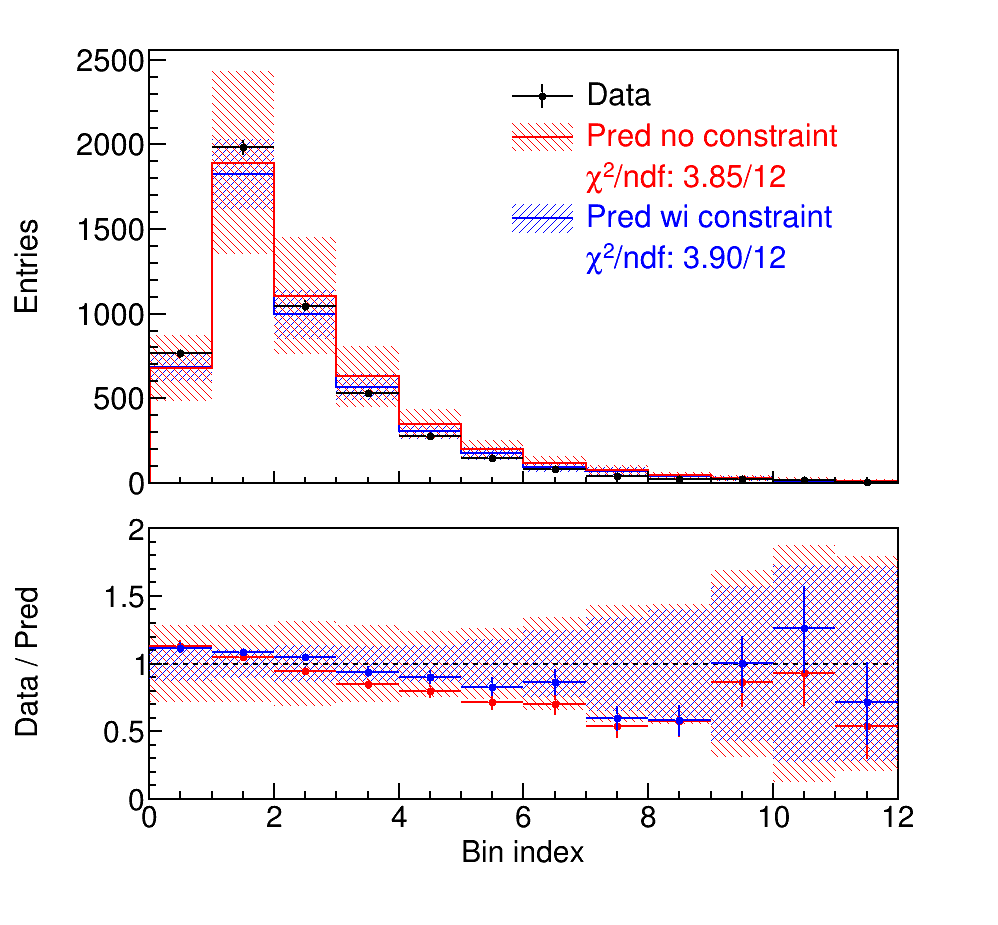 2500
2000
1500
1000
500
0
Entries
Data
Pred no constraint
χ²/ndf: 3.85/12
Pred wi constraint
χ²/ndf: 3.90/12
2
1.5
1
0.5
0
Data / Pred
0 2 4 6 8 10 12
Bin index